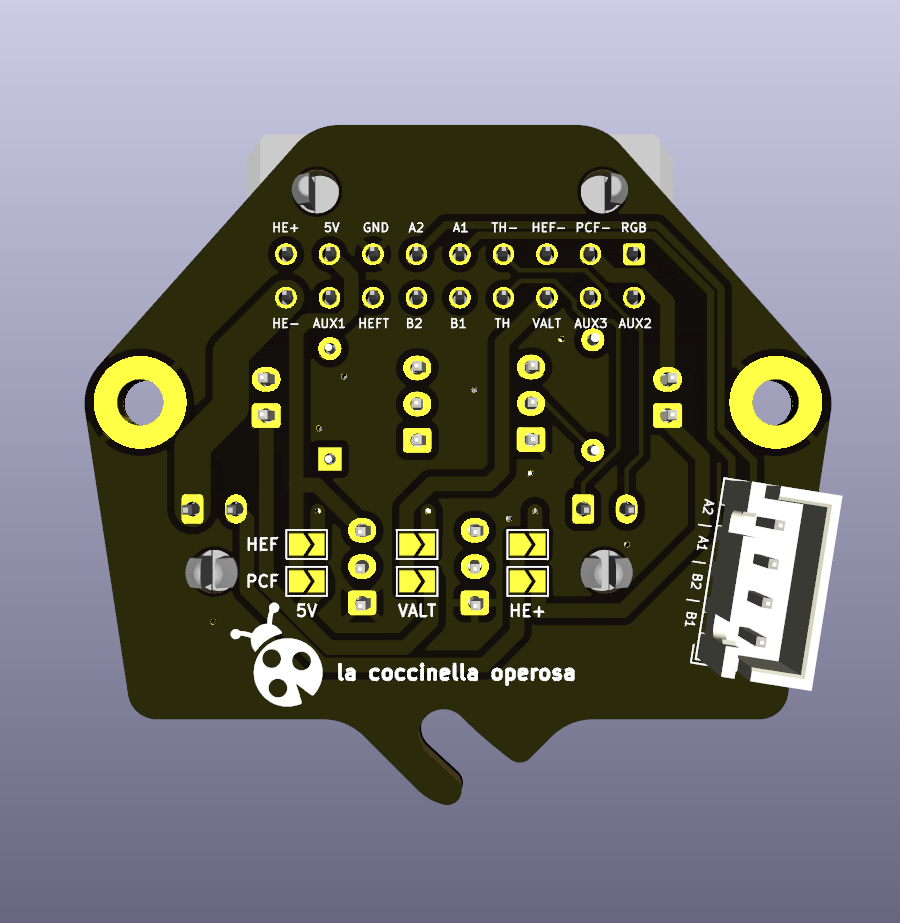 HE+ 5V GND A2 A1 TH- HEF- PCF- RGB
HE- AUX1 HEFT B2 B1 TH VALT AUX3 AUX2
A2 | A1 | B2 | B1
HEF
PCF
5V VALT HE+
la coccinella operosa